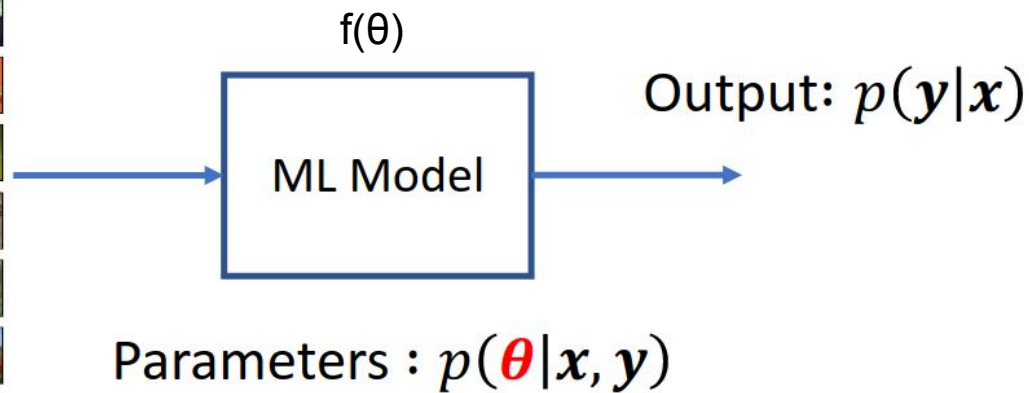 f(θ)
Output: p(y|x)
ML Model
Parameters : p(θ|x, y)